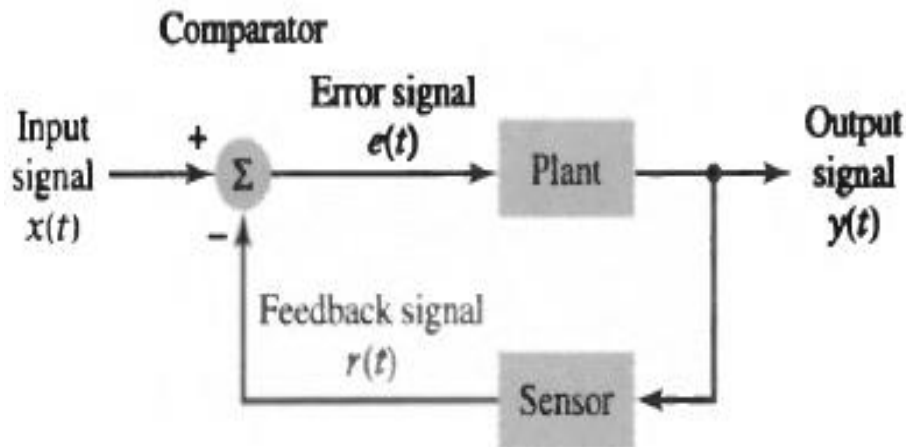 Comparator
Input
signal
x(t)
+
Σ
−
Error signal
e(t)
Plant
Output
signal
y(t)
Feedback signal
r(t)
Sensor